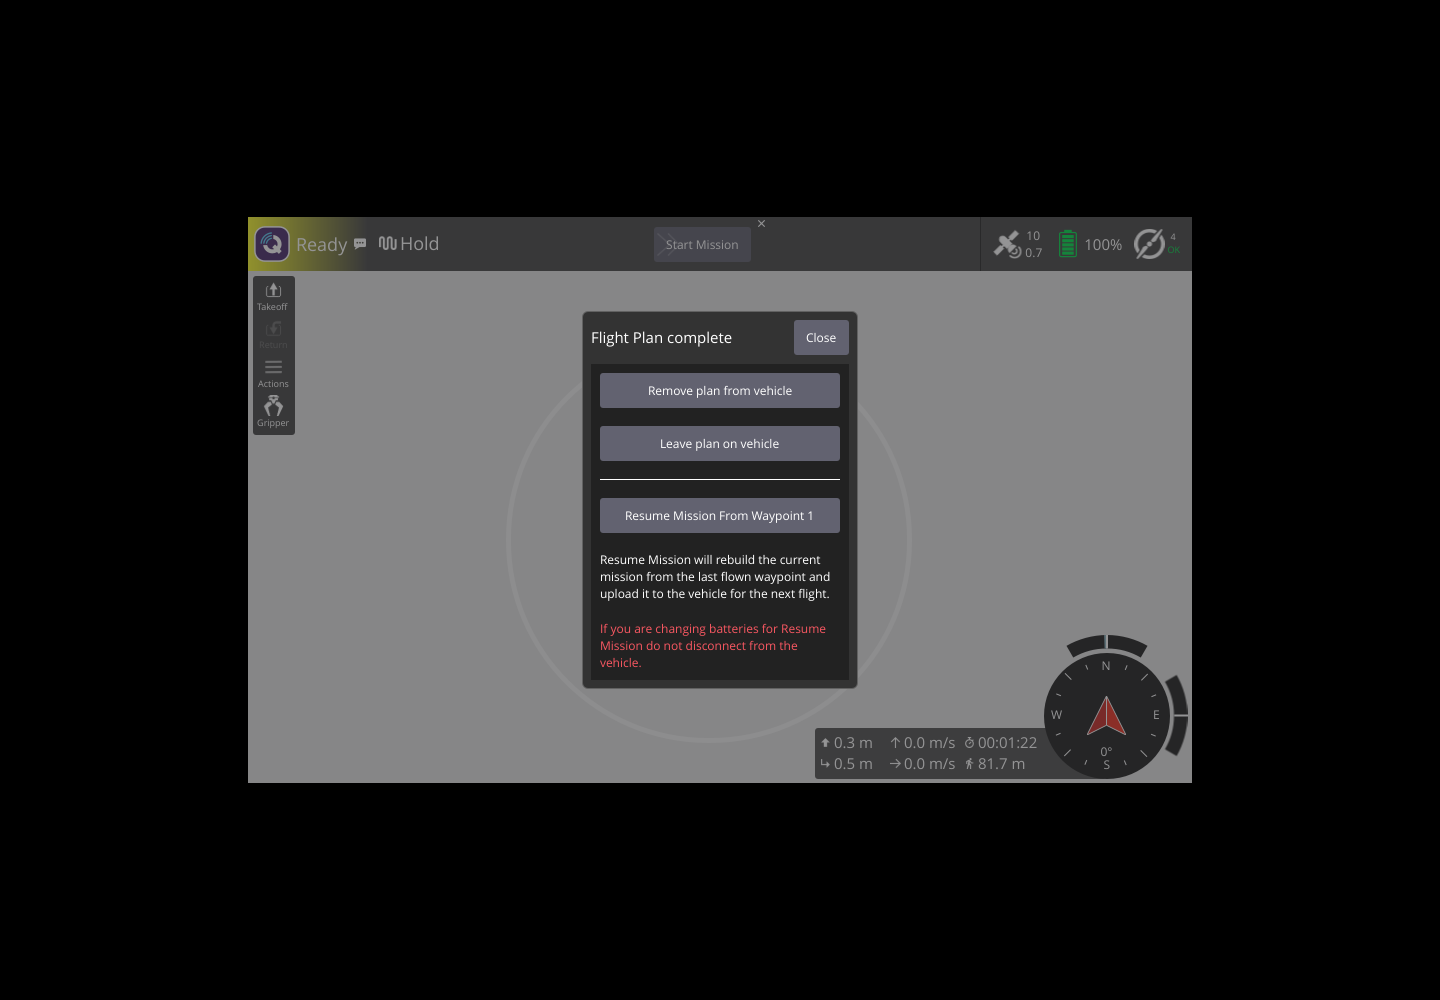 Ready Hold
Start Mission
10
0.7
100%
4
OK
Takeoff
Return
Actions
Gripper
Flight Plan complete
Close
Remove plan from vehicle
Leave plan on vehicle
Resume Mission From Waypoint 1
Resume Mission will rebuild the current
mission from the last flown waypoint and
upload it to the vehicle for the next flight.
If you are changing batteries for Resume
Mission do not disconnect from the
vehicle.
N
W E
0°
S
0.3 m 0.0 m/s 00:01:22
0.5 m 0.0 m/s 81.7 m